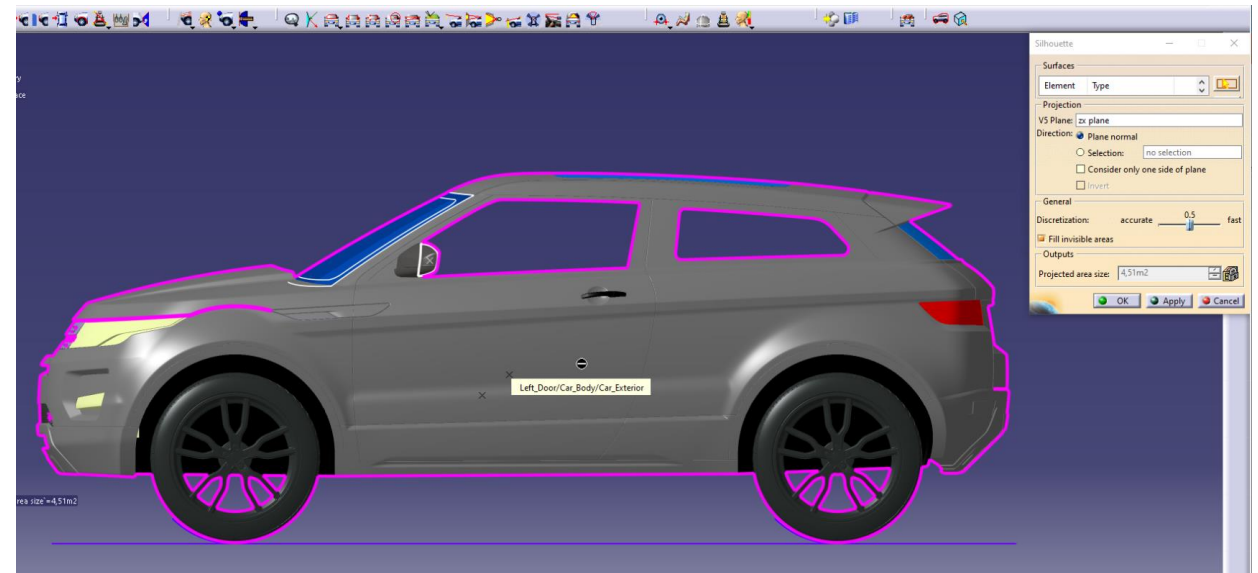 Silhouette
Surfaces
Element Type
Projection
V5 Plane: zx plane
Direction: Plane normal
Selection: no selection
Consider only one side of plane
Invert
General
Discretization: accurate 0.5 fast
Fill invisible areas
Outputs
Projected area size: 4,51m2
OK Apply Cancel
Left_Door/Car_Body/Car_Exterior
area size`=4,51m2